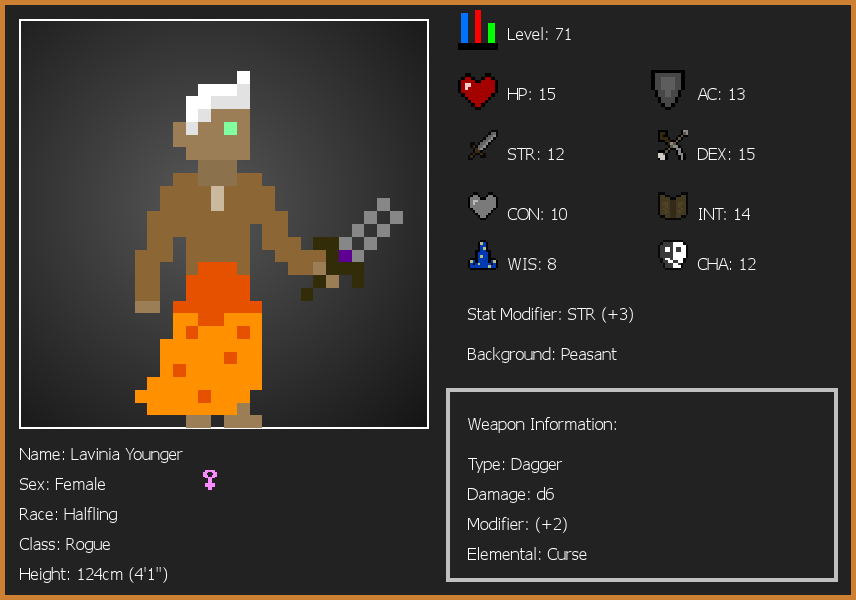 Level: 71
HP: 15
AC: 13
STR: 12
DEX: 15
CON: 10
INT: 14
WIS: 8
CHA: 12
Stat Modifier: STR (+3)
Background: Peasant
Weapon Information:
Type: Dagger
Damage: d6
Modifier: (+2)
Elemental: Curse
Name: Lavinia Younger
Sex: Female
Race: Halfling
Class: Rogue
Height: 124cm (4'1")